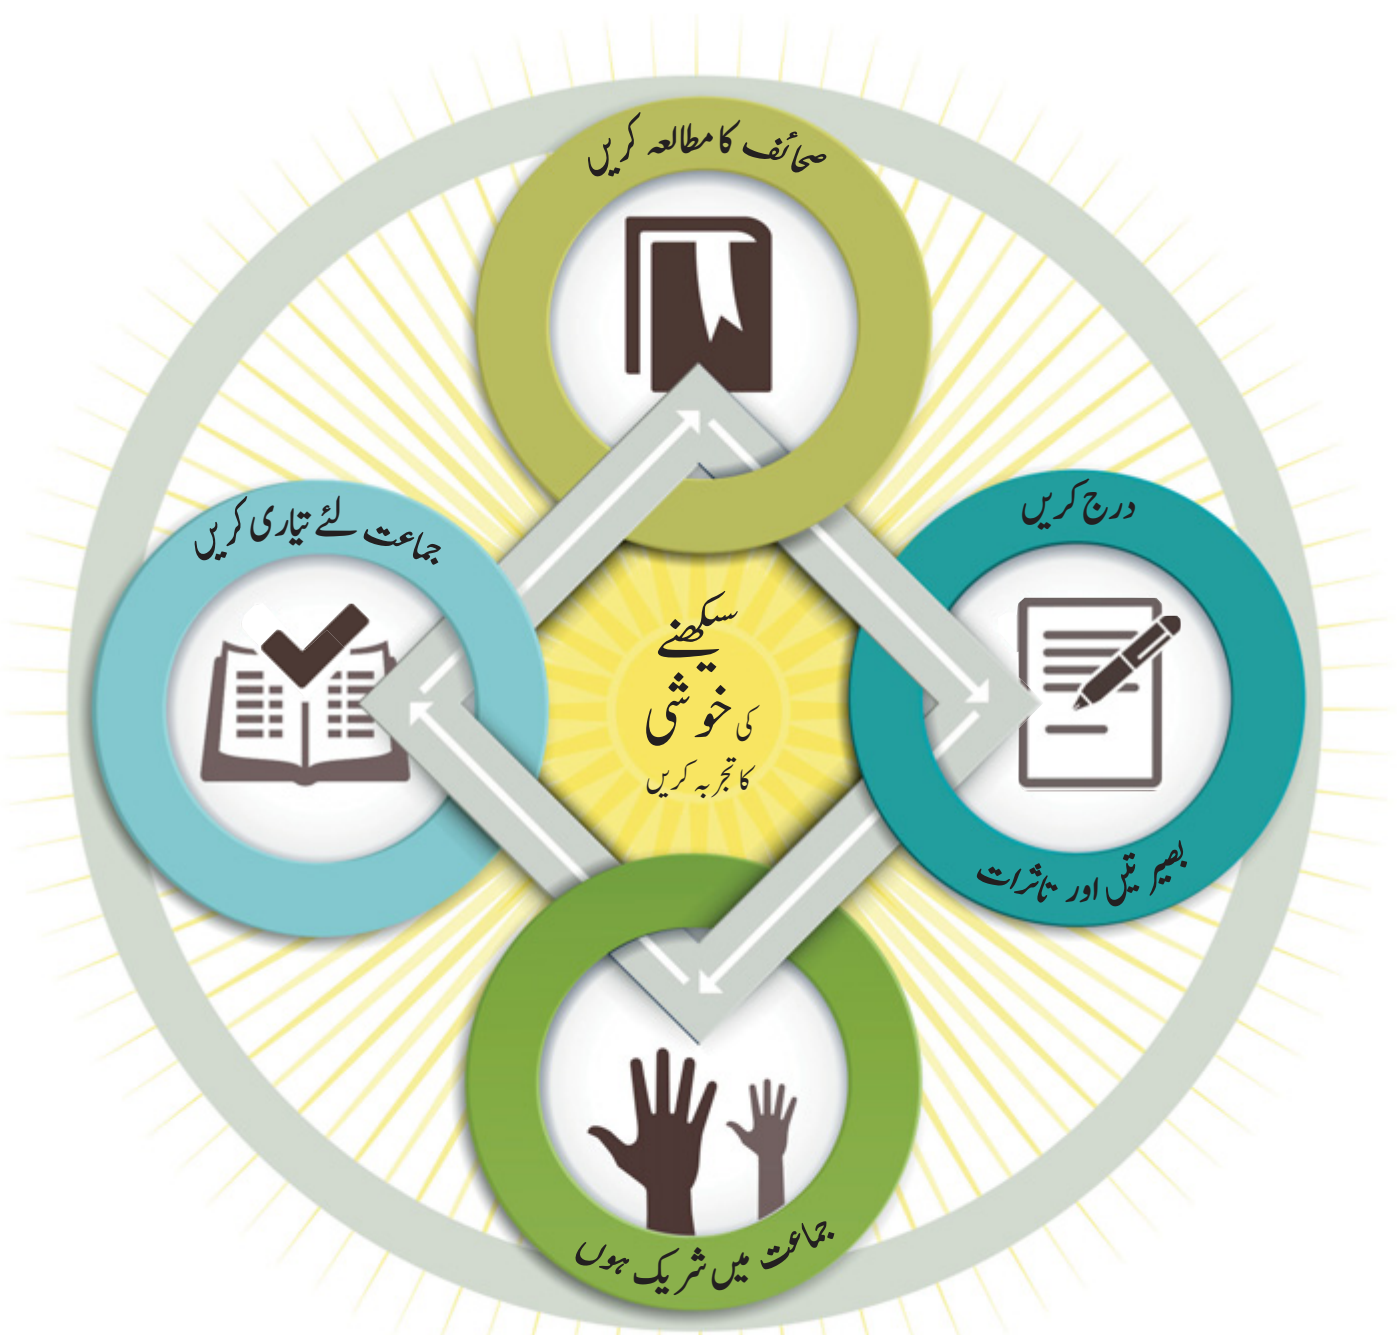 صحائف کا مطالعہ کریں
درج کریں
بصیرتیں اور تاثرات
جماعت میں شریک ہوں
جماعت لئے تیاری کریں
سیکھنے
کی خوشی
کا تجربہ کریں